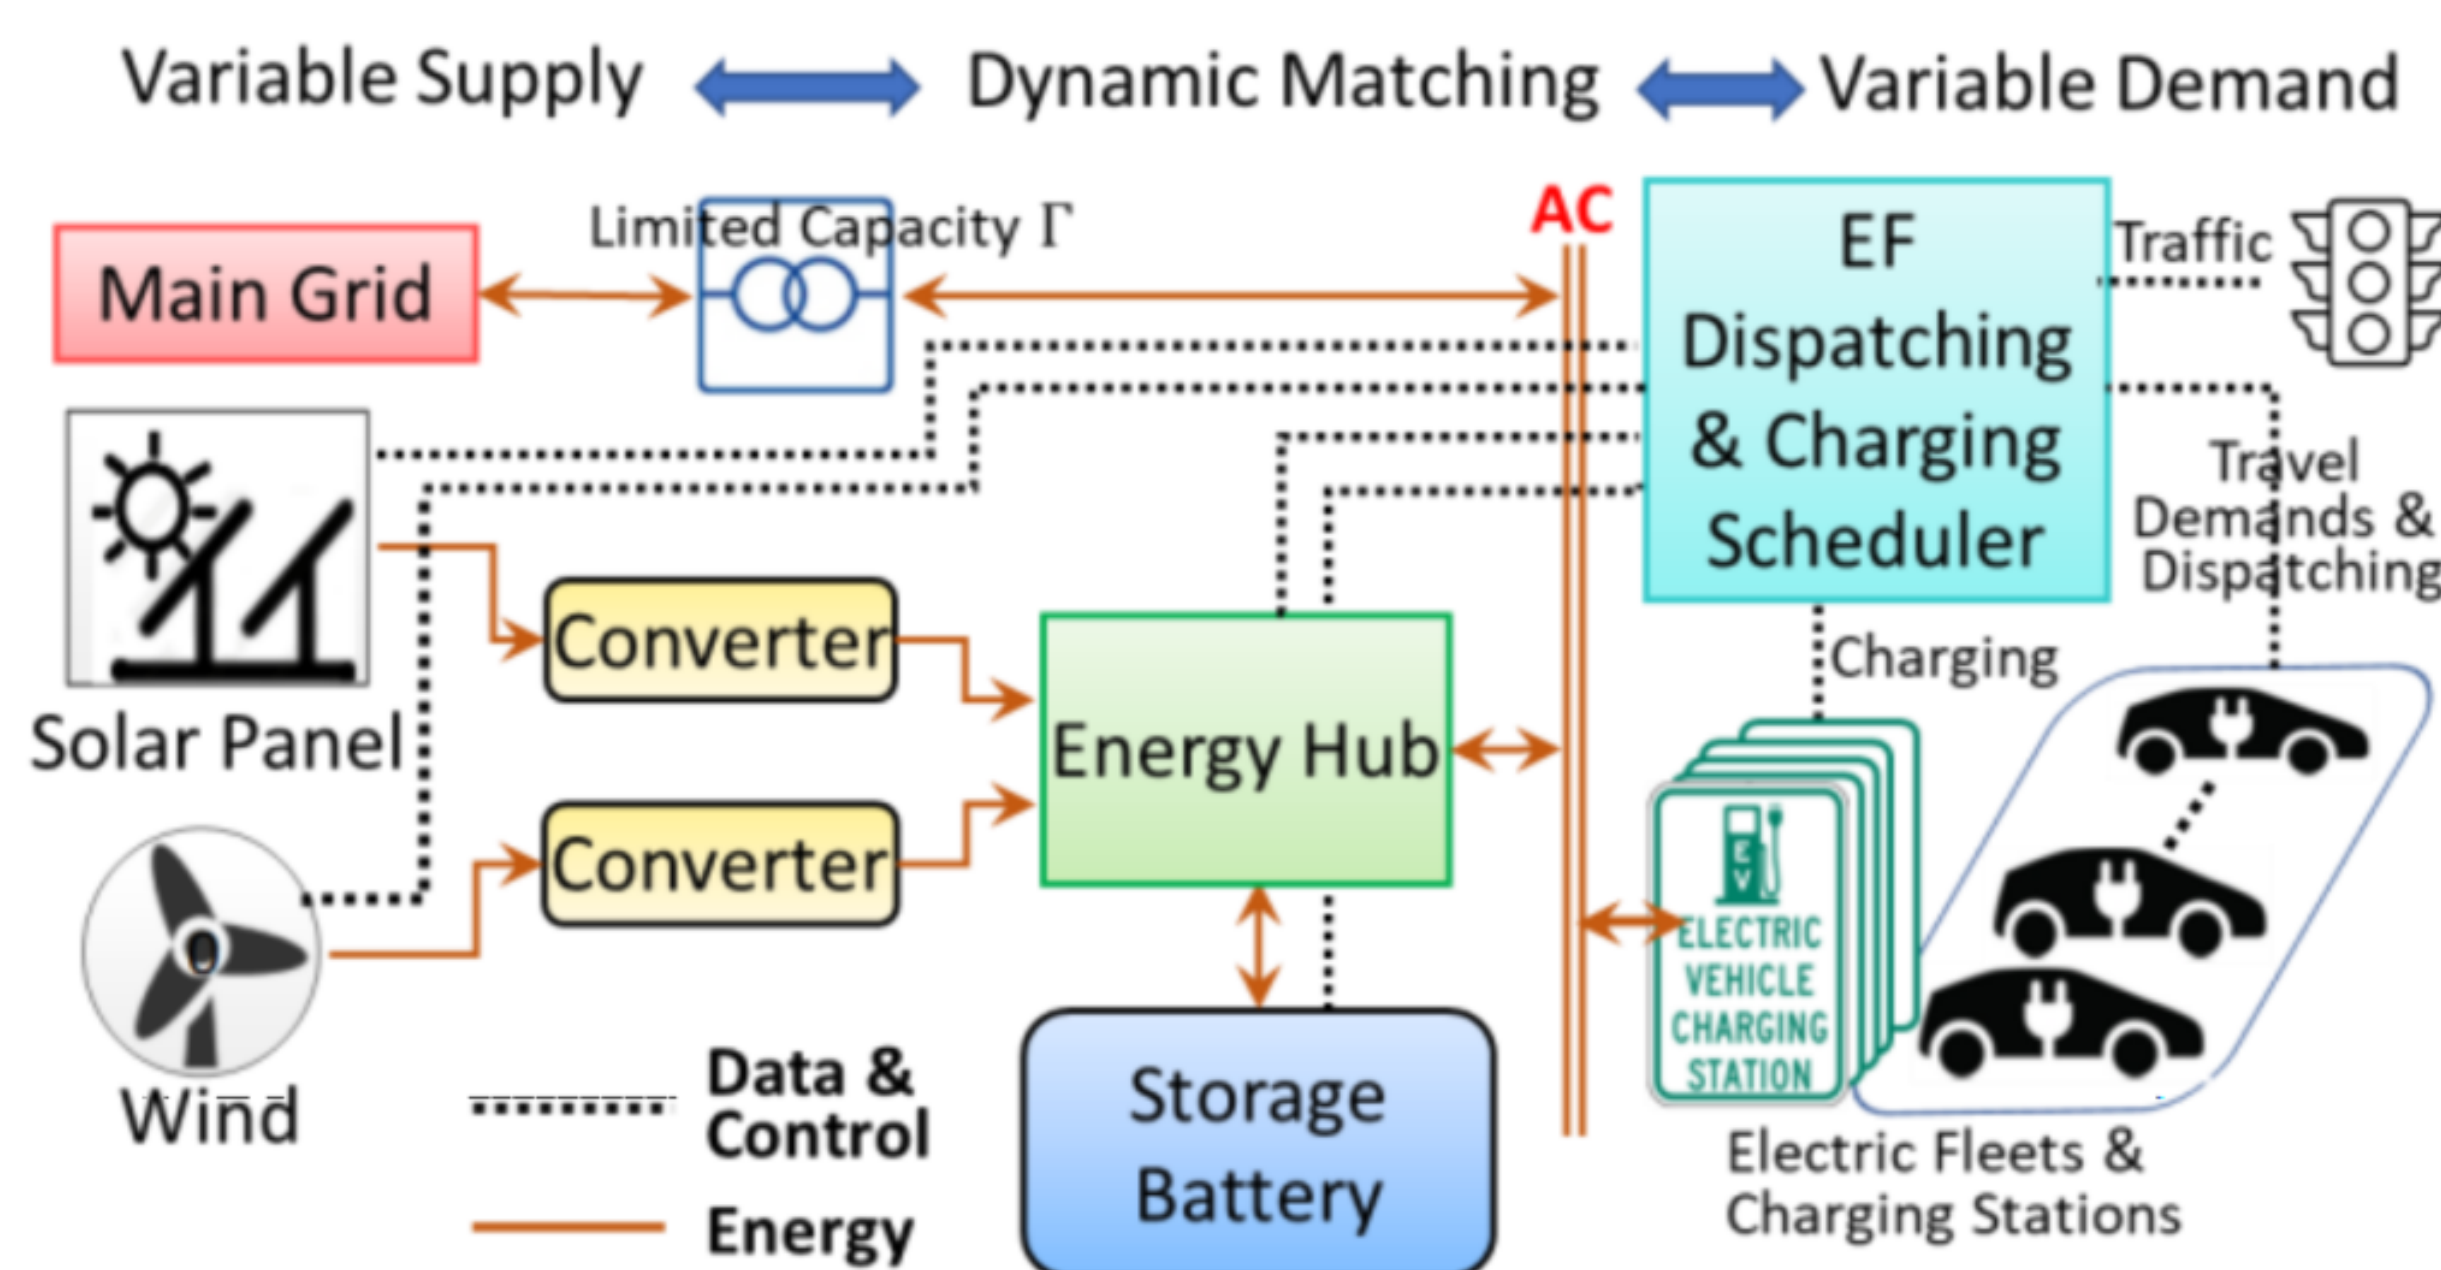 Variable Supply
Dynamic Matching
Variable Demand
Limited Capacity Γ
AC
Main Grid
EF
Dispatching
& Charging
Scheduler
Traffic
Travel
Demands &
Dispatching
Solar Panel
Converter
Converter
Energy Hub
Charging
Wind
Data &
Control
Energy
Storage
Battery
E
V
ELECTRIC
VEHICLE
CHARGING
STATION
Electric Fleets &
Charging Stations